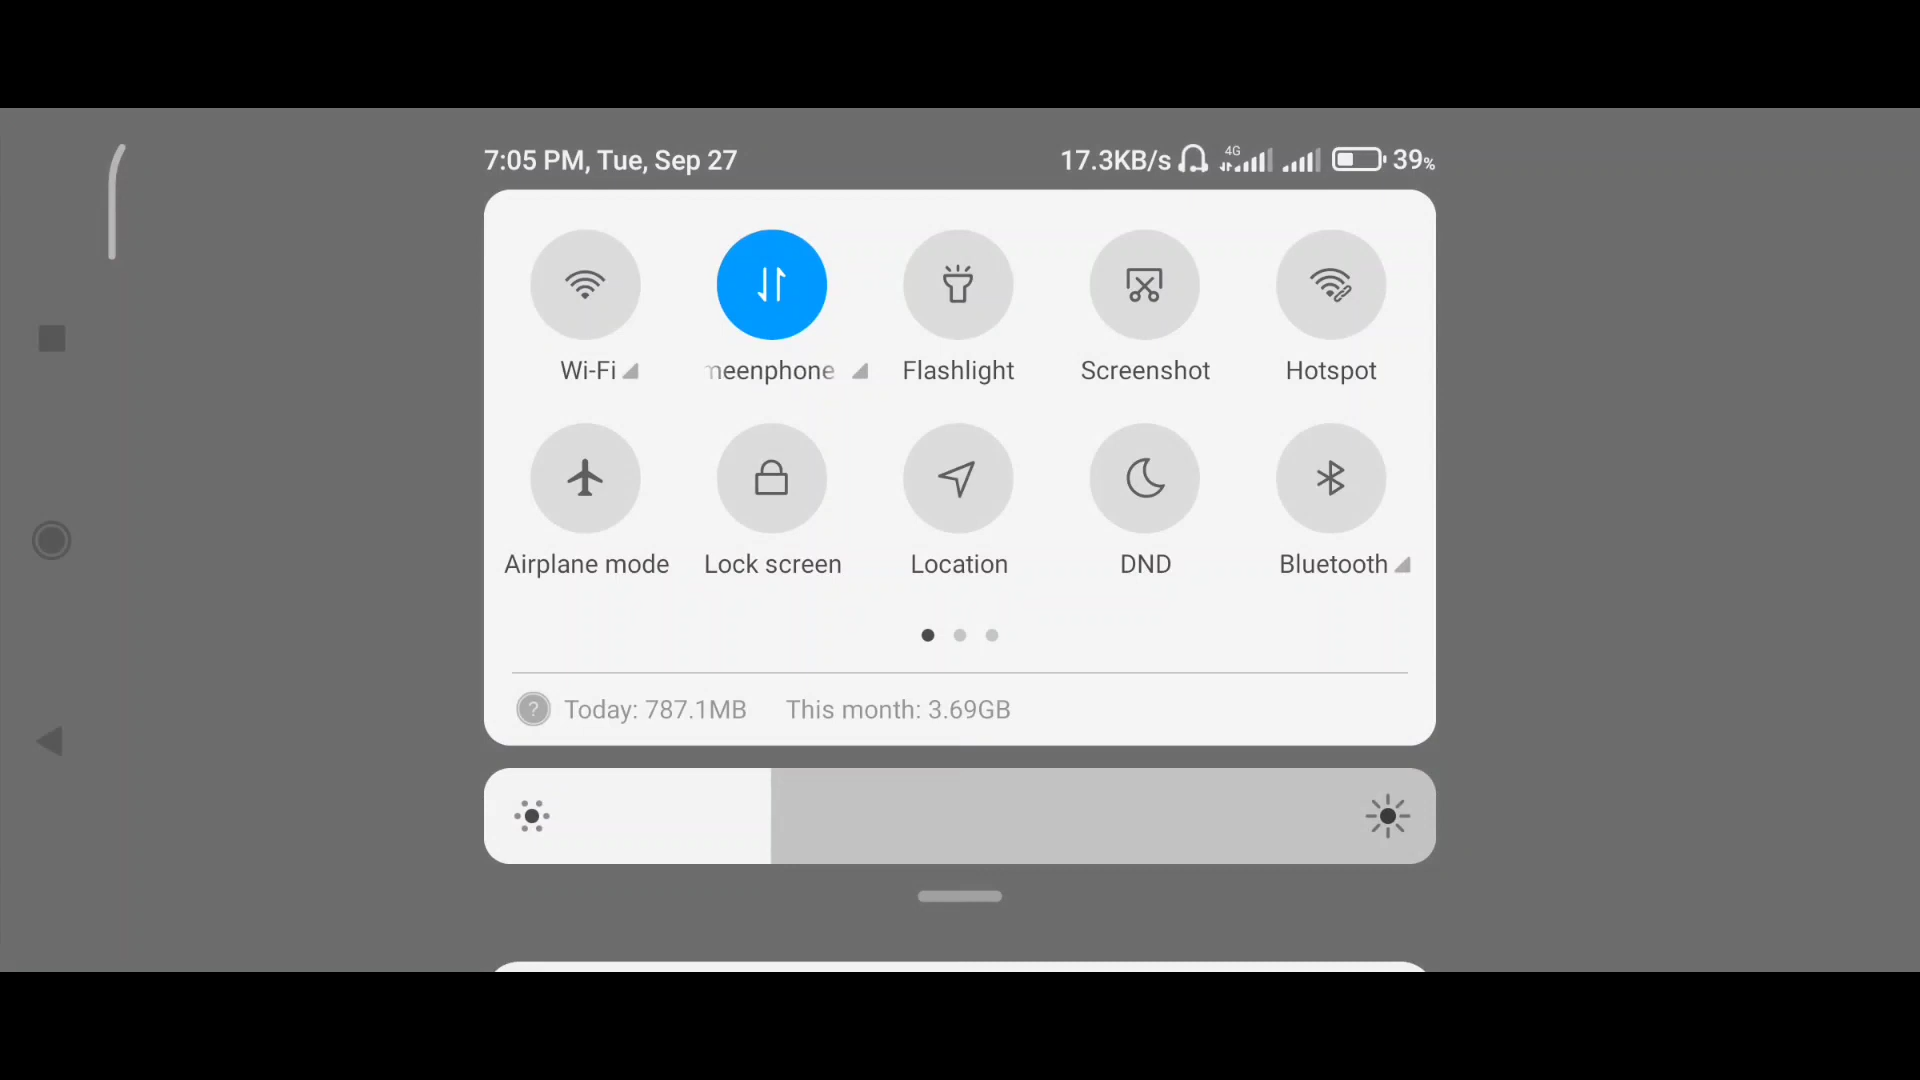 7:05 PM, Tue, Sep 27 17.3KB/s 4G 39%
Wi-Fi meenphone Flashlight Screenshot Hotspot
Airplane mode Lock screen Location DND Bluetooth
? Today: 787.1MB This month: 3.69GB